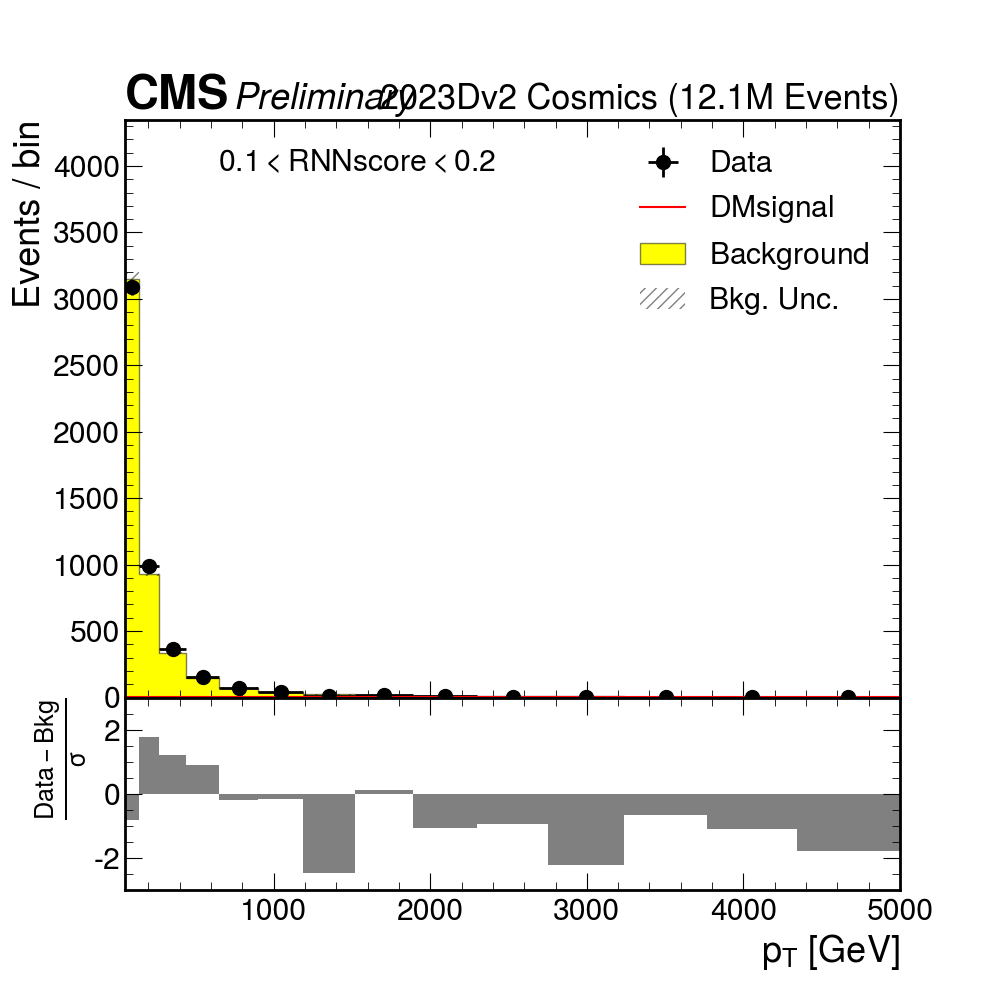 CMS Preliminary 2023Dv2 Cosmics (12.1M Events)
Events / bin
0.1 < RNNscore < 0.2
Data
DMsignal
Background
Bkg. Unc.
4000
3500
3000
2500
2000
1500
1000
500
0
Data – Bkg
σ
2
0
-2
1000 2000 3000 4000 5000
pT [GeV]